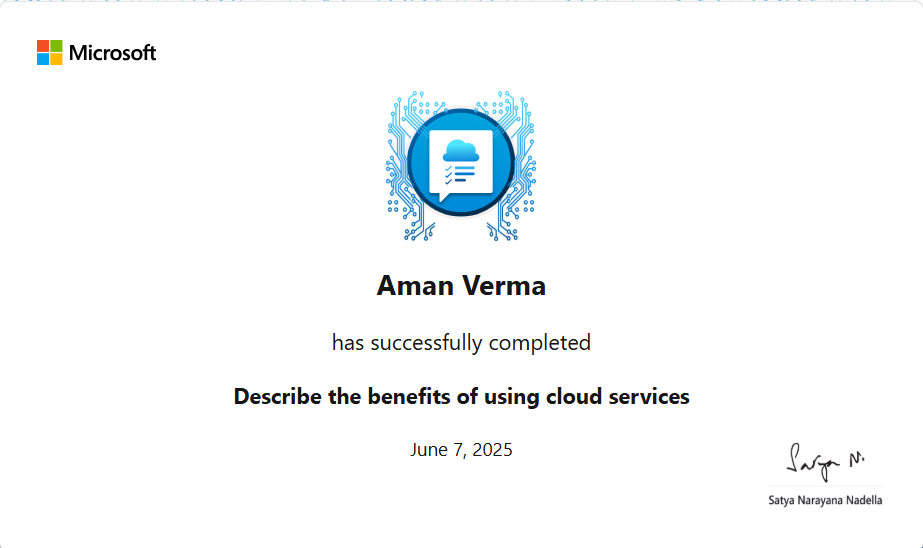 Microsoft
Aman Verma
has successfully completed
Describe the benefits of using cloud services
June 7, 2025
Satya N.
Satya Narayana Nadella